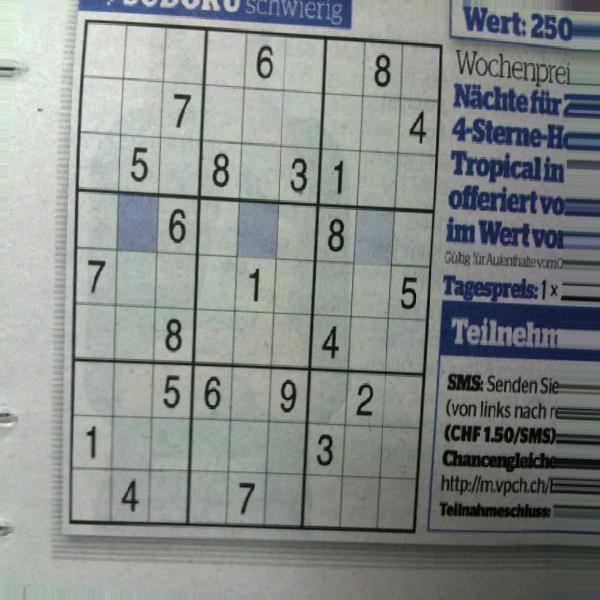 SUDOKU schwierig
6 8
7 4
5 8 3 1
6 8
7 1 5
8 4
5 6 9 2
1 3
4 7
Wert: 250
Wochenprei
Nächte für
4-Sterne-H
Tropical in
offeriert vo
im Wert vor
Gültig für Aufenthalte vom
Tagespreis: 1 ×
Teilnehm
SMS: Senden Sie
(von links nach r
(CHF 1.50/SMS)
Chancengleiche
http://m.vpch.ch/
Teilnahmeschluss: